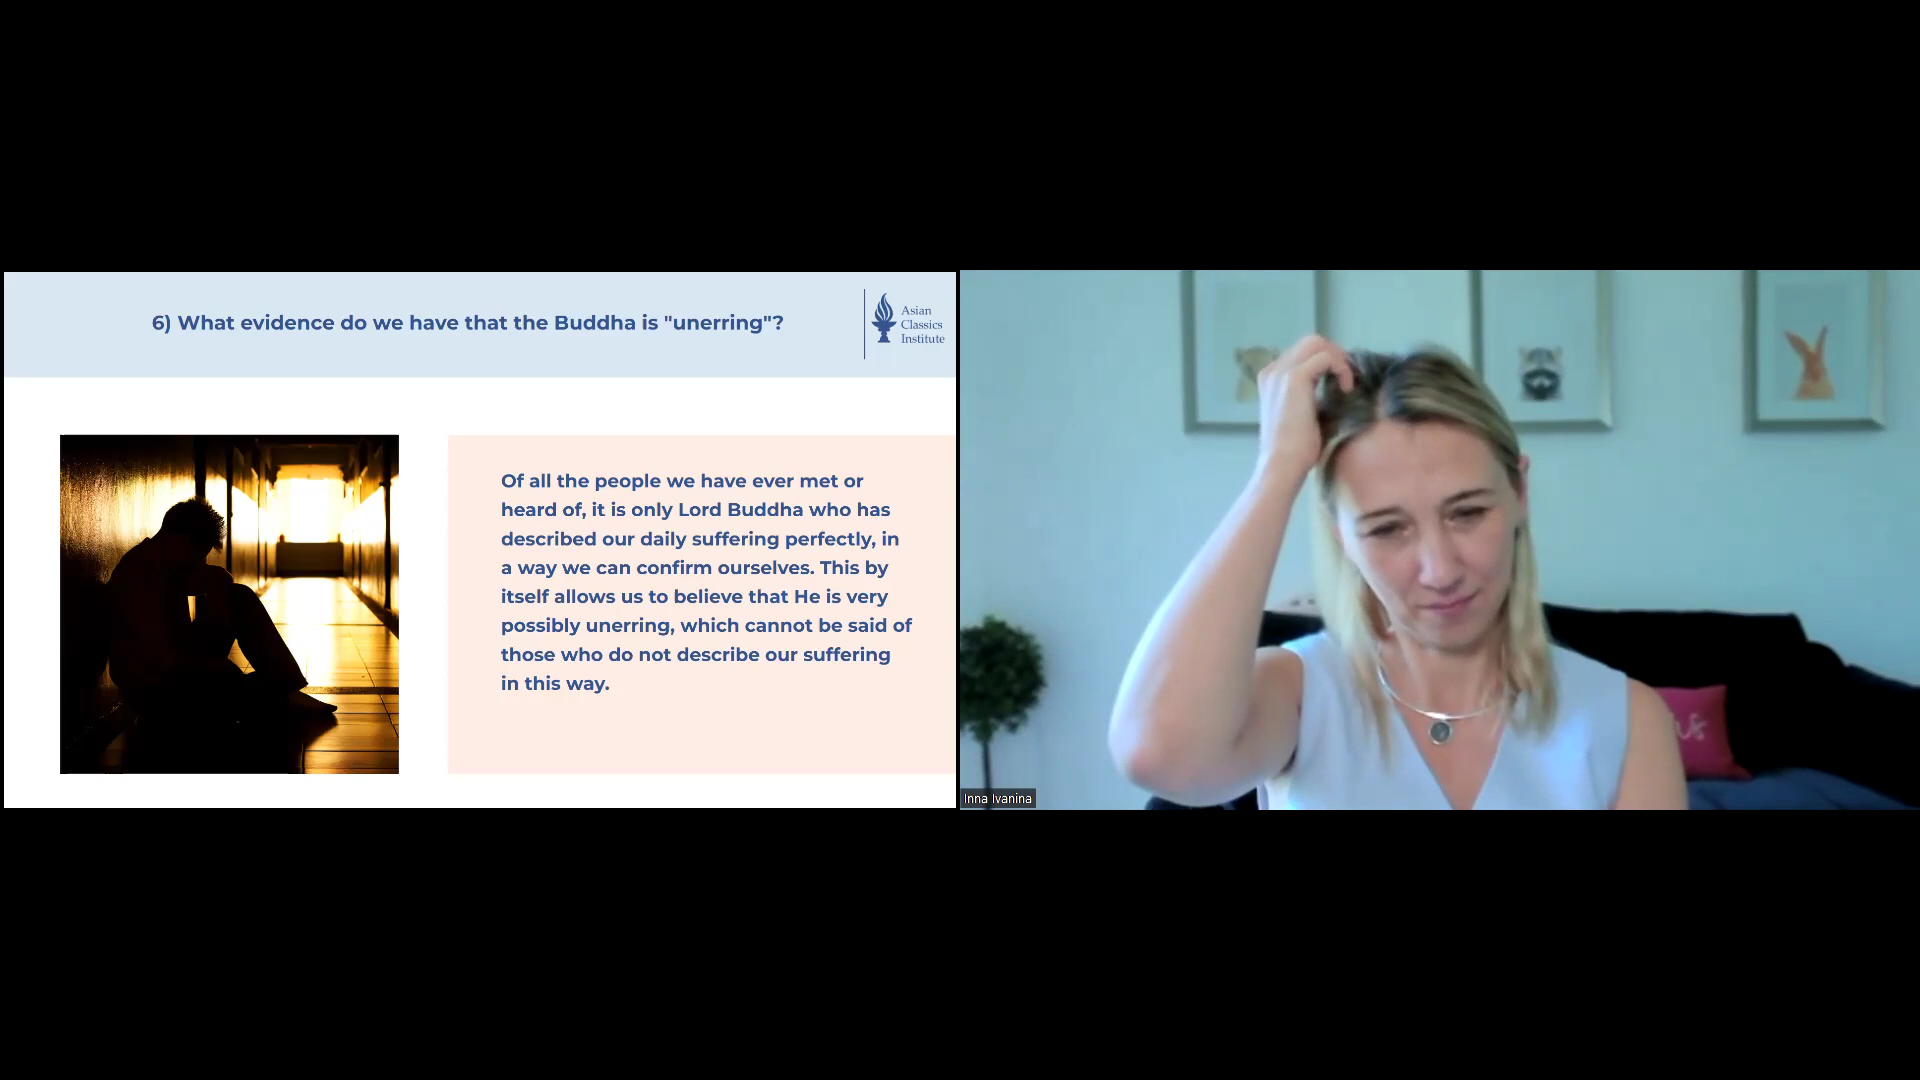 6) What evidence do we have that the Buddha is "unerring"?
Asian
Classics
Institute
Of all the people we have ever met or
heard of, it is only Lord Buddha who has
described our daily suffering perfectly, in
a way we can confirm ourselves. This by
itself allows us to believe that He is very
possibly unerring, which cannot be said of
those who do not describe our suffering
in this way.
Inna Ivanina